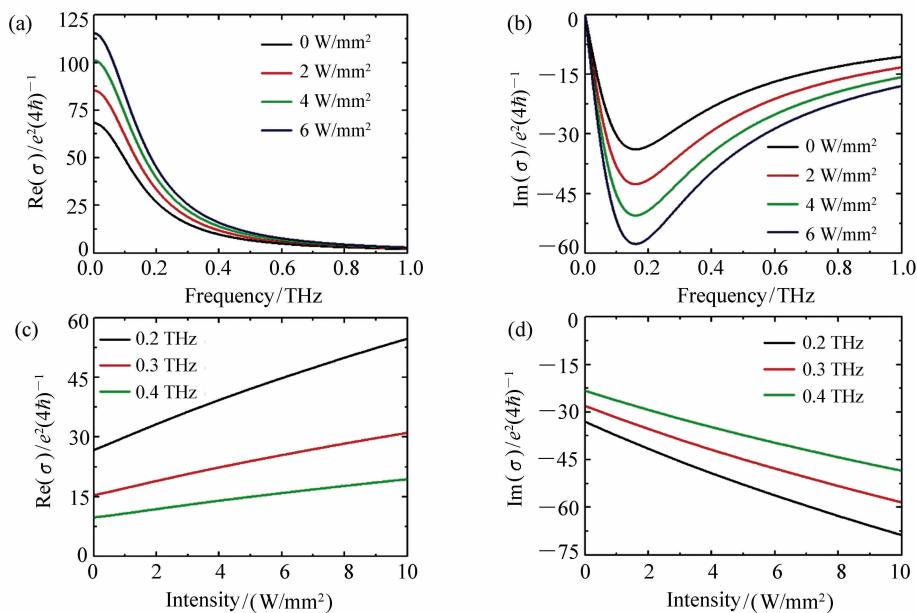 (a)
Re(σ)/e²(4ℏ)⁻¹
125
100
75
50
25
0
0 W/mm²
2 W/mm²
4 W/mm²
6 W/mm²
0.0 0.2 0.4 0.6 0.8 1.0
Frequency/THz
(b)
Im(σ)/e²(4ℏ)⁻¹
0
−15
−30
−45
−60
0 W/mm²
2 W/mm²
4 W/mm²
6 W/mm²
0.0 0.2 0.4 0.6 0.8 1.0
Frequency/THz
(c)
Re(σ)/e²(4ℏ)⁻¹
60
45
30
15
0
0.2 THz
0.3 THz
0.4 THz
0 2 4 6 8 10
Intensity/(W/mm²)
(d)
Im(σ)/e²(4ℏ)⁻¹
0
−15
−30
−45
−60
−75
0.2 THz
0.3 THz
0.4 THz
0 2 4 6 8 10
Intensity/(W/mm²)